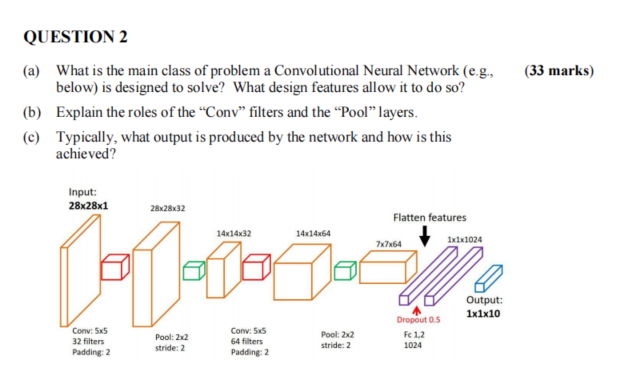 QUESTION 2
(a) What is the main class of problem a Convolutional Neural Network (e.g., (33 marks)
below) is designed to solve? What design features allow it to do so?
(b) Explain the roles of the “Conv” filters and the “Pool” layers.
(c) Typically, what output is produced by the network and how is this
achieved?
Input:
28x28x1
28x28x32
14x14x32
14x14x64
7x7x64
Flatten features
1x1x1024
Conv: 5x5
32 filters
Padding: 2
Pool: 2x2
stride: 2
Conv: 5x5
64 filters
Padding: 2
Pool: 2x2
stride: 2
Dropout 0.5
Fc 1,2
1024
Output:
1x1x10